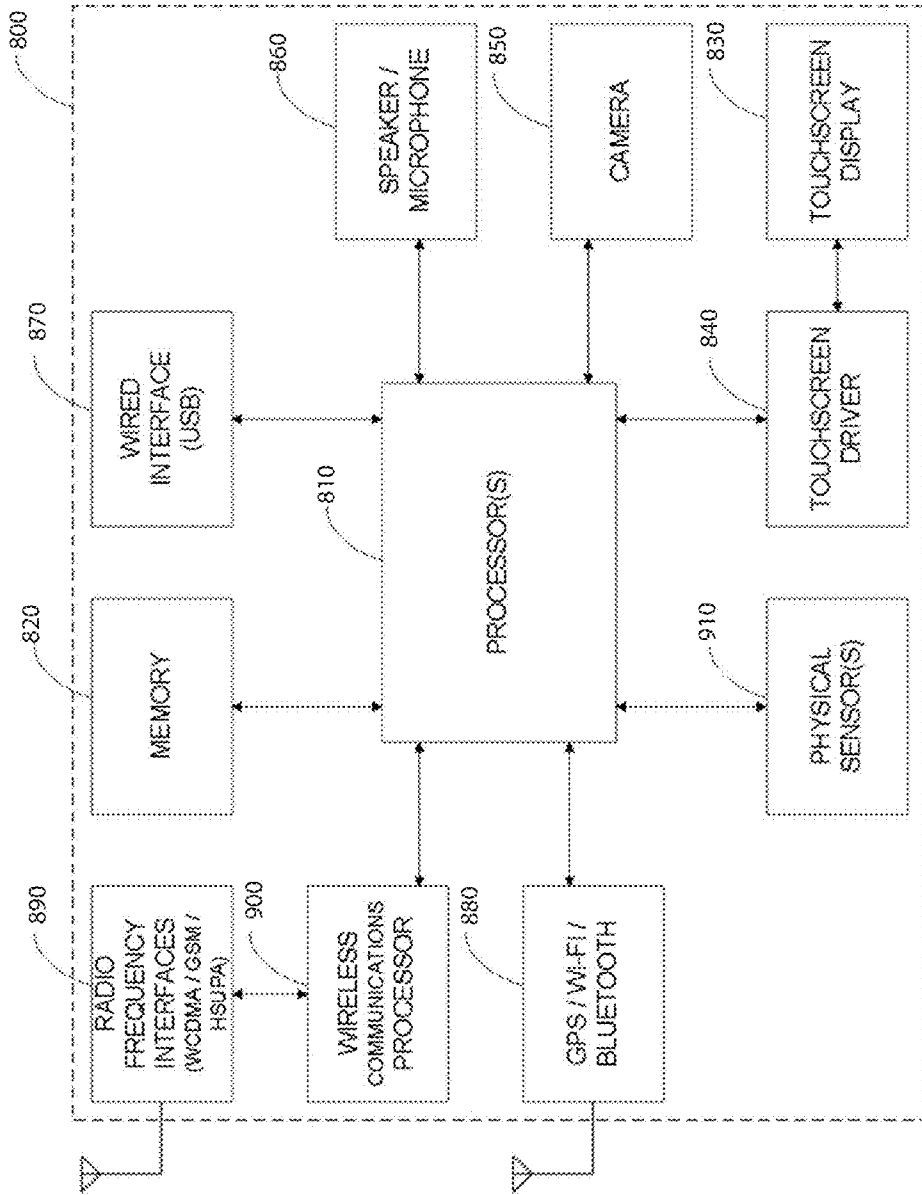 800
890
RADIO
FREQUENCY
INTERFACES
(WCDMA / GSM /
HSUPA)
820
MEMORY
870
WIRED
INTERFACE
(USB)
860
SPEAKER /
MICROPHONE
900
WIRELESS
COMMUNICATIONS
PROCESSOR
810
PROCESSOR(S)
850
CAMERA
880
GPS / WI-FI /
BLUETOOTH
910
PHYSICAL
SENSOR(S)
840
TOUCHSCREEN
DRIVER
830
TOUCHSCREEN
DISPLAY